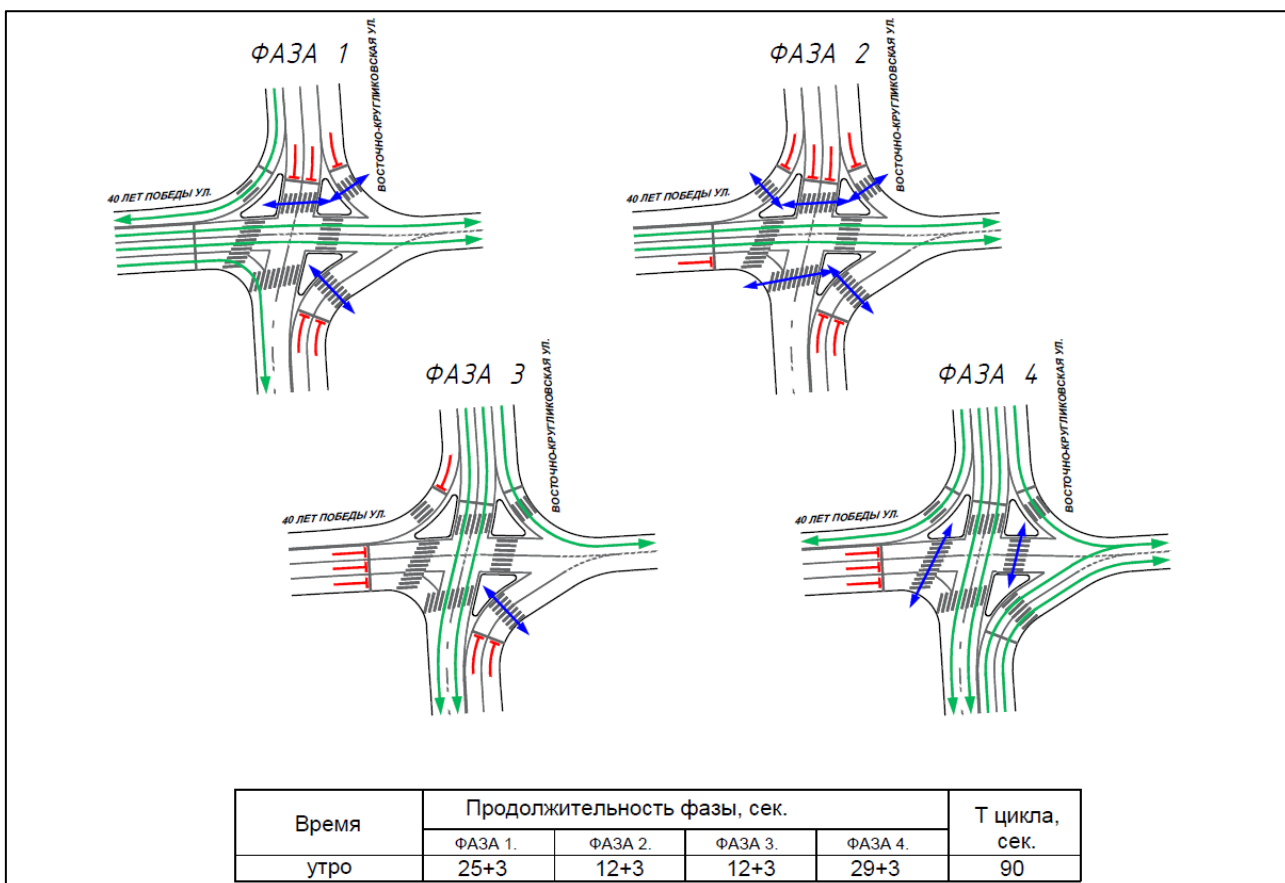 ФАЗА 1
ВОСТОЧНО-КРУГЛИКОВСКАЯ УЛ.
40 ЛЕТ ПОБЕДЫ УЛ.
ФАЗА 2
ВОСТОЧНО-КРУГЛИКОВСКАЯ УЛ.
40 ЛЕТ ПОБЕДЫ УЛ.
ФАЗА 3
ВОСТОЧНО-КРУГЛИКОВСКАЯ УЛ.
40 ЛЕТ ПОБЕДЫ УЛ.
ФАЗА 4
ВОСТОЧНО-КРУГЛИКОВСКАЯ УЛ.
40 ЛЕТ ПОБЕДЫ УЛ.
Время
Продолжительность фазы, сек.
Т цикла,
сек.
ФАЗА 1. ФАЗА 2. ФАЗА 3. ФАЗА 4.
утро 25+3 12+3 12+3 29+3 90